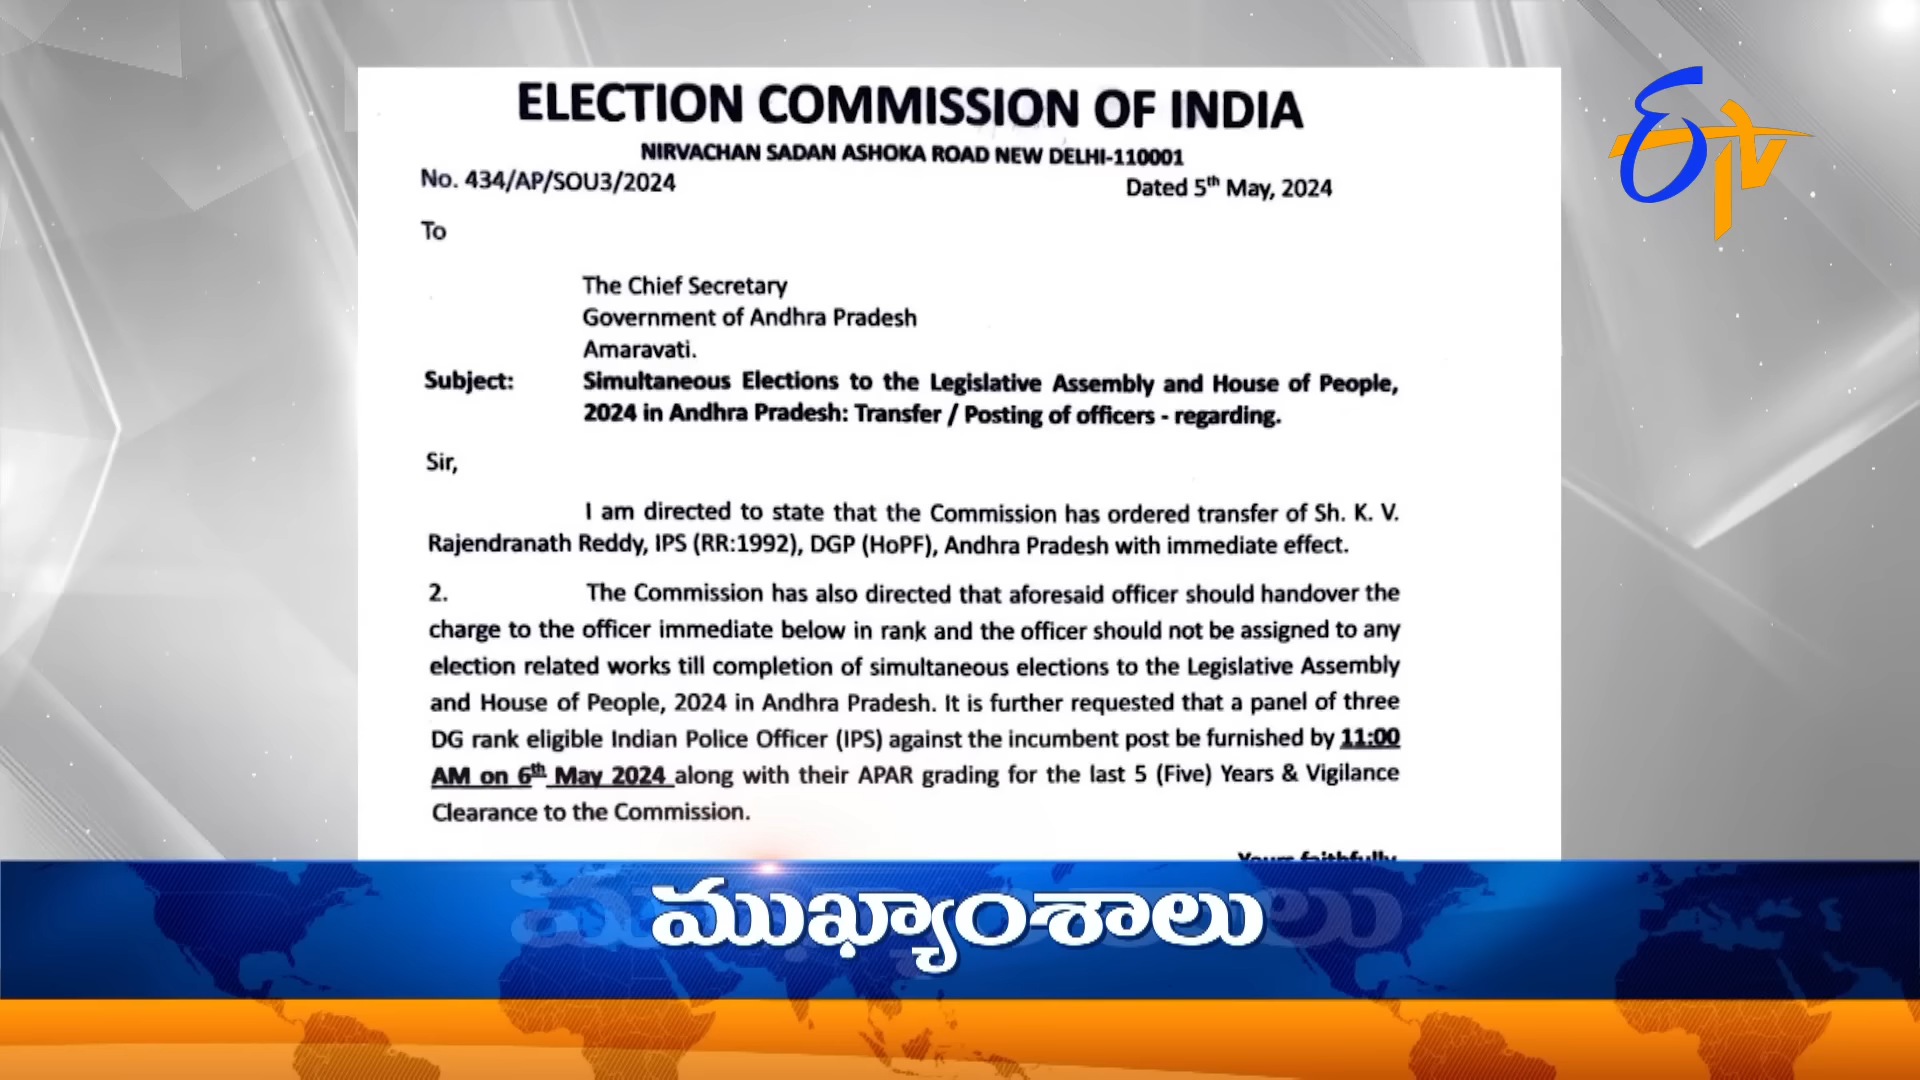 ELECTION COMMISSION OF INDIA
NIRVACHAN SADAN ASHOKA ROAD NEW DELHI-110001
No. 434/AP/SOU3/2024 Dated 5th May, 2024
To
The Chief Secretary
Government of Andhra Pradesh
Amaravati.
Subject: Simultaneous Elections to the Legislative Assembly and House of People,
2024 in Andhra Pradesh: Transfer / Posting of officers - regarding.
Sir,
I am directed to state that the Commission has ordered transfer of Sh. K. V.
Rajendranath Reddy, IPS (RR:1992), DGP (HoPF), Andhra Pradesh with immediate effect.
2. The Commission has also directed that aforesaid officer should handover the
charge to the officer immediate below in rank and the officer should not be assigned to any
election related works till completion of simultaneous elections to the Legislative Assembly
and House of People, 2024 in Andhra Pradesh. It is further requested that a panel of three
DG rank eligible Indian Police Officer (IPS) against the incumbent post be furnished by 11:00
AM on 6th May 2024 along with their APAR grading for the last 5 (Five) Years & Vigilance
Clearance to the Commission.
Yours faithfully
ముఖ్యాంశాలు
ETV